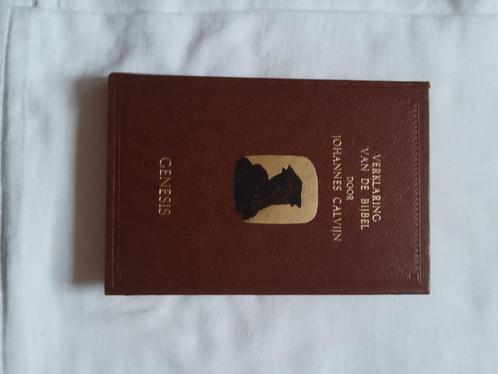 VERKLARING
VAN DE BIJBEL
DOOR
JOHANNES CALVIJN
GENESIS